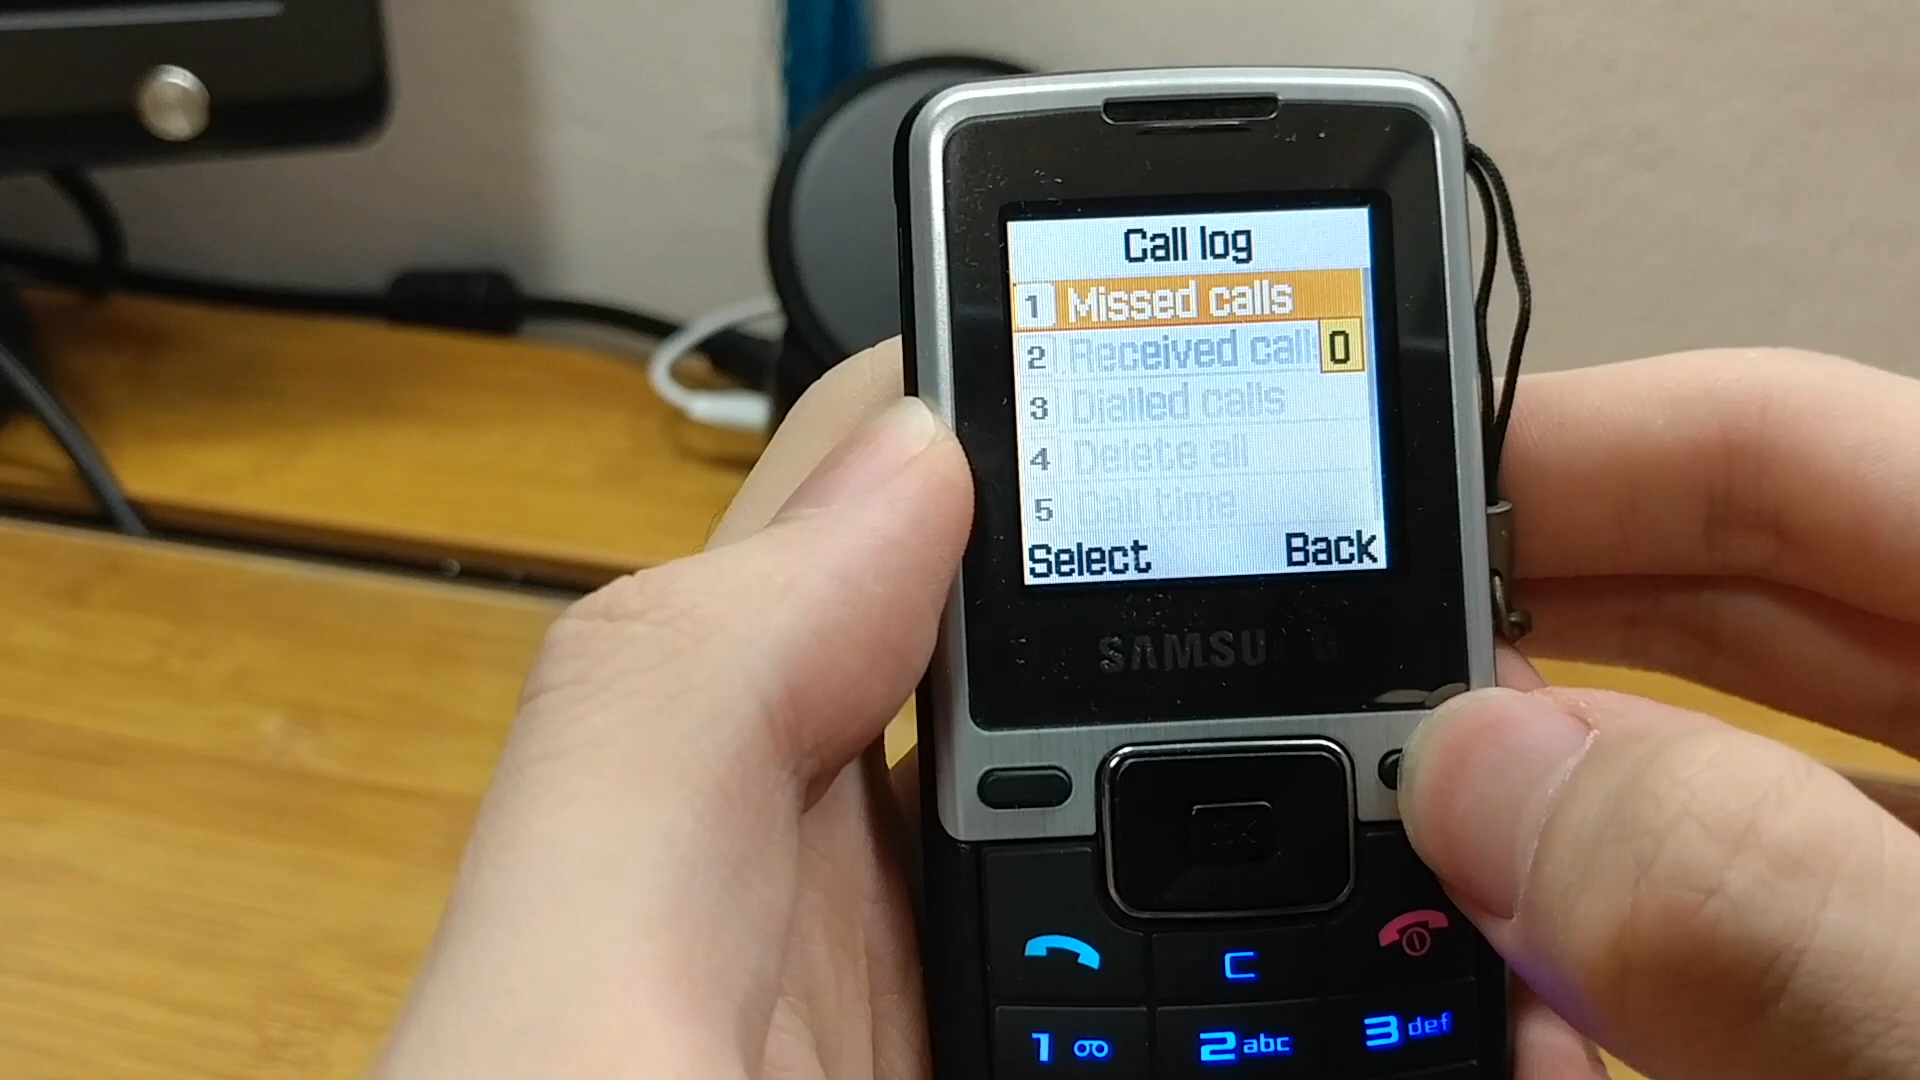 Call log
1 Missed calls
2 Received call 0
3 Dialled calls
4 Delete all
5 Call time
Select Back
SAMSU G
OK
C
1 2 abc 3 def